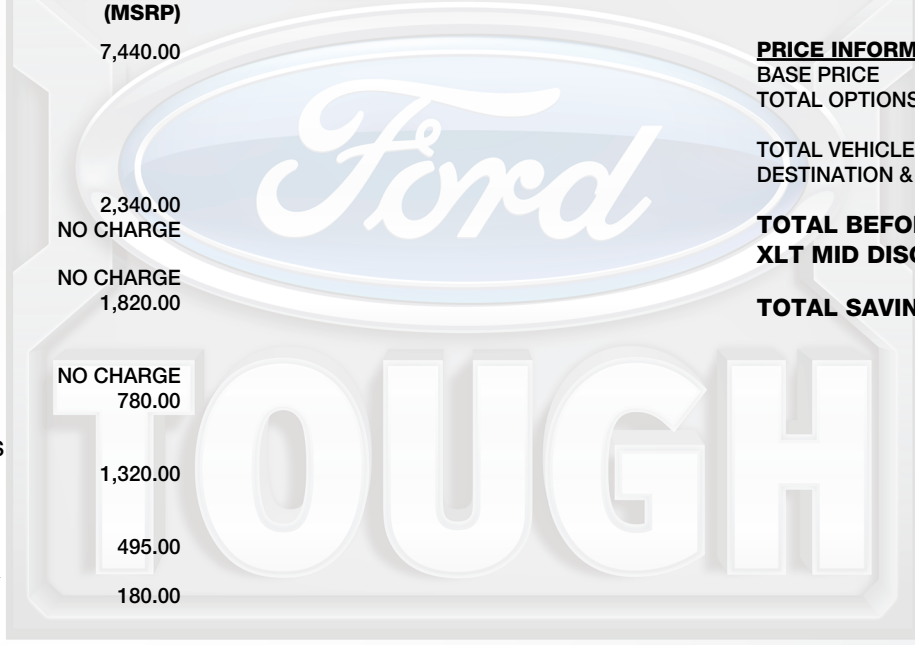 (MSRP)
7,440.00
2,340.00
NO CHARGE
NO CHARGE
1,820.00
NO CHARGE
780.00
S
1,320.00
495.00
180.00
PRICE INFORM
BASE PRICE
TOTAL OPTIONS
TOTAL VEHICLE
DESTINATION &
TOTAL BEFO
XLT MID DISC
TOTAL SAVIN
Ford
TOUGH